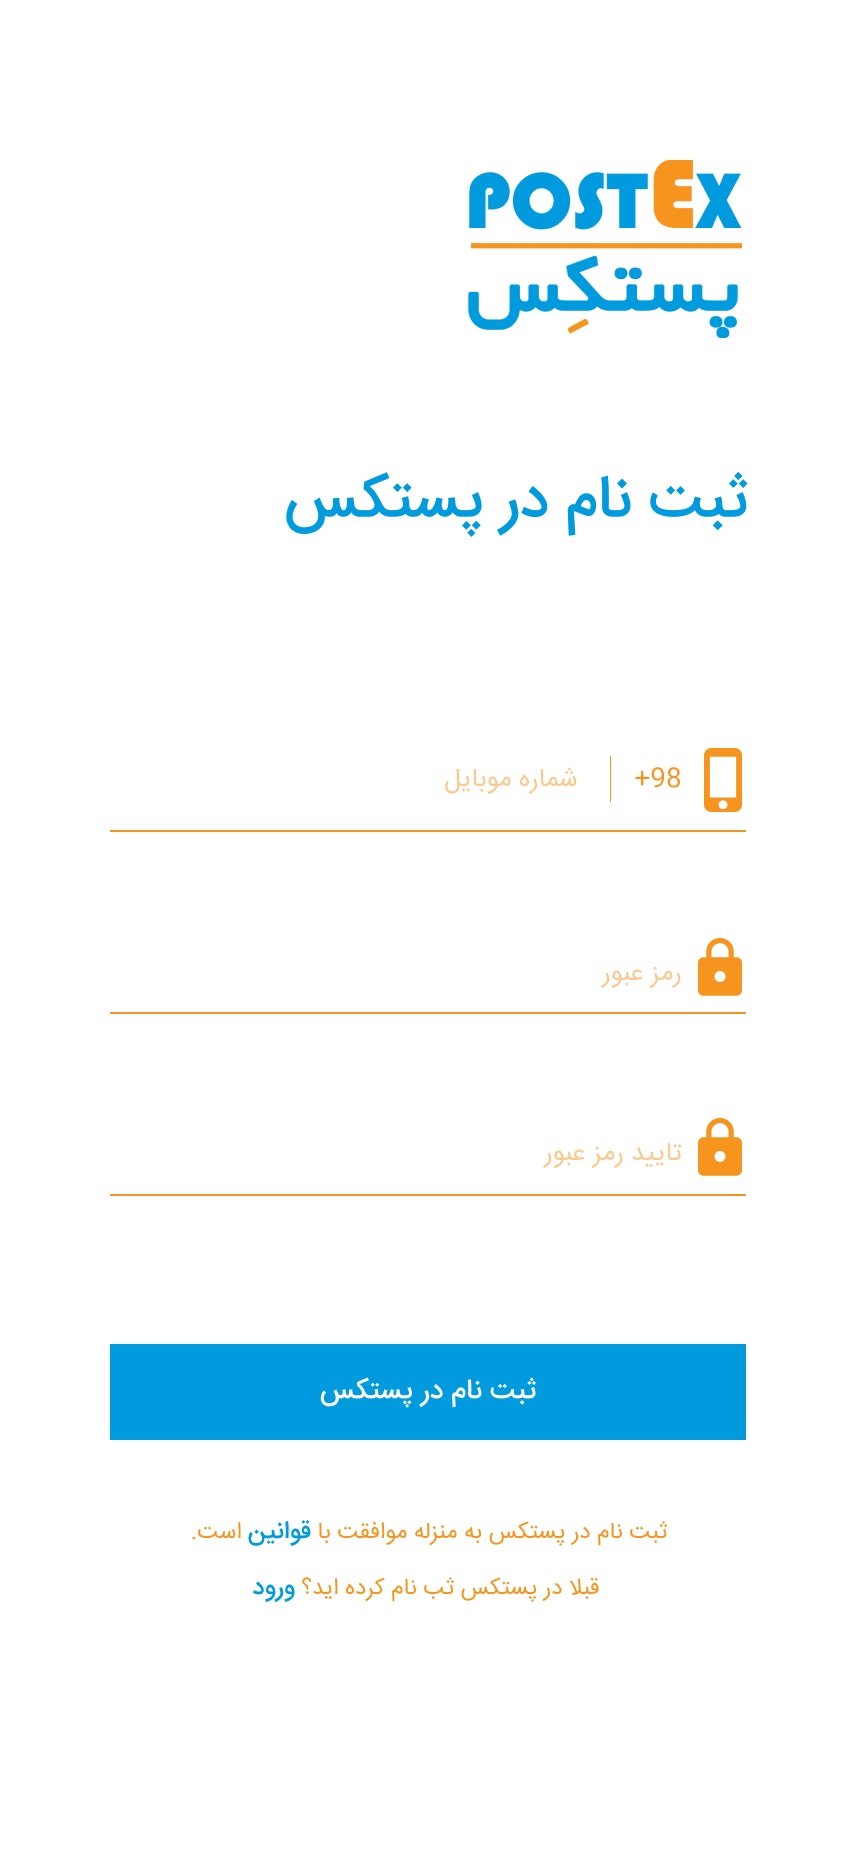 POSTEX
پستکِس
ثبت نام در پستکس
+98 شماره موبایل
رمز عبور
تایید رمز عبور
ثبت نام در پستکس
ثبت نام در پستکس به منزله موافقت با قوانین است.
قبلا در پستکس ثب نام کرده اید؟ ورود